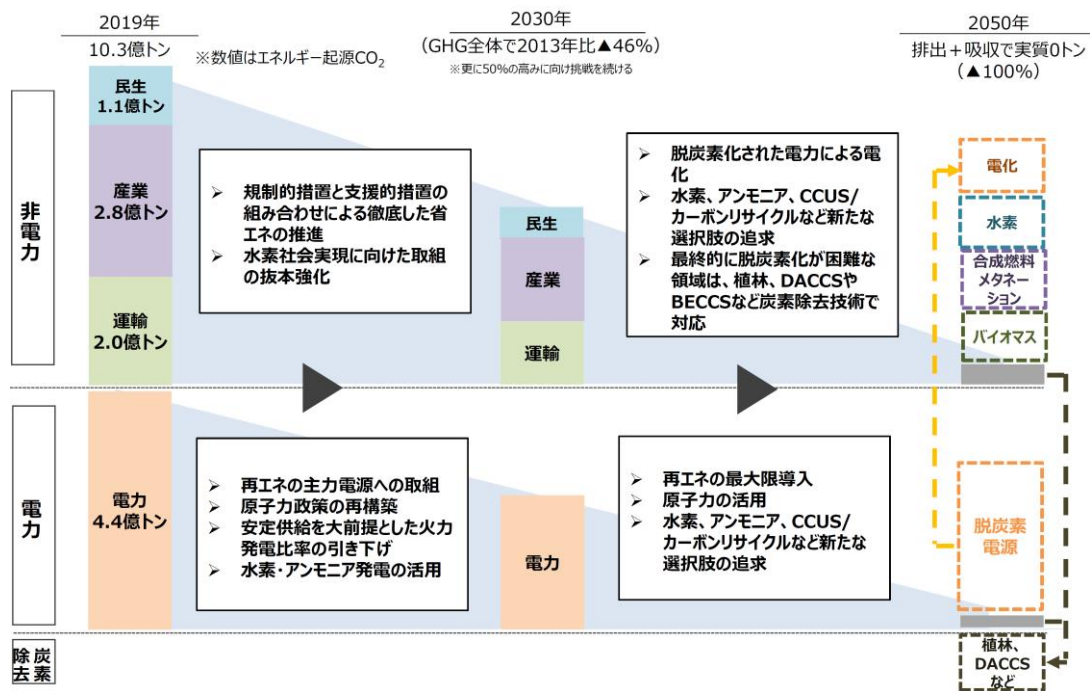 2019年
10.3億トン
※数値はエネルギー起源CO2
2030年
(GHG全体で2013年比▲46%)
※更に50%の高みに向け挑戦を続ける
2050年
排出+吸収で実質0トン
(▲100%)
非電力
民生
1.1億トン
産業
2.8億トン
運輸
2.0億トン
➢ 規制的措置と支援的措置の
組み合わせによる徹底した省
エネの推進
➢ 水素社会実現に向けた取組
の抜本強化
民生
産業
運輸
➢ 脱炭素化された電力による電
化
➢ 水素、アンモニア、CCUS/
カーボンリサイクルなど新たな
選択肢の追求
➢ 最終的に脱炭素化が困難な
領域は、植林、DACCSや
BECCSなど炭素除去技術で
対応
電化
水素
合成燃料
メタネー
ション
バイオマス
電力
電力
4.4億トン
➢ 再エネの主力電源への取組
➢ 原子力政策の再構築
➢ 安定供給を大前提とした火力
発電比率の引き下げ
➢ 水素・アンモニア発電の活用
電力
➢ 再エネの最大限導入
➢ 原子力の活用
➢ 水素、アンモニア、CCUS/
カーボンリサイクルなど新たな
選択肢の追求
脱炭素
電源
炭素除去
植林、
DACCS
など